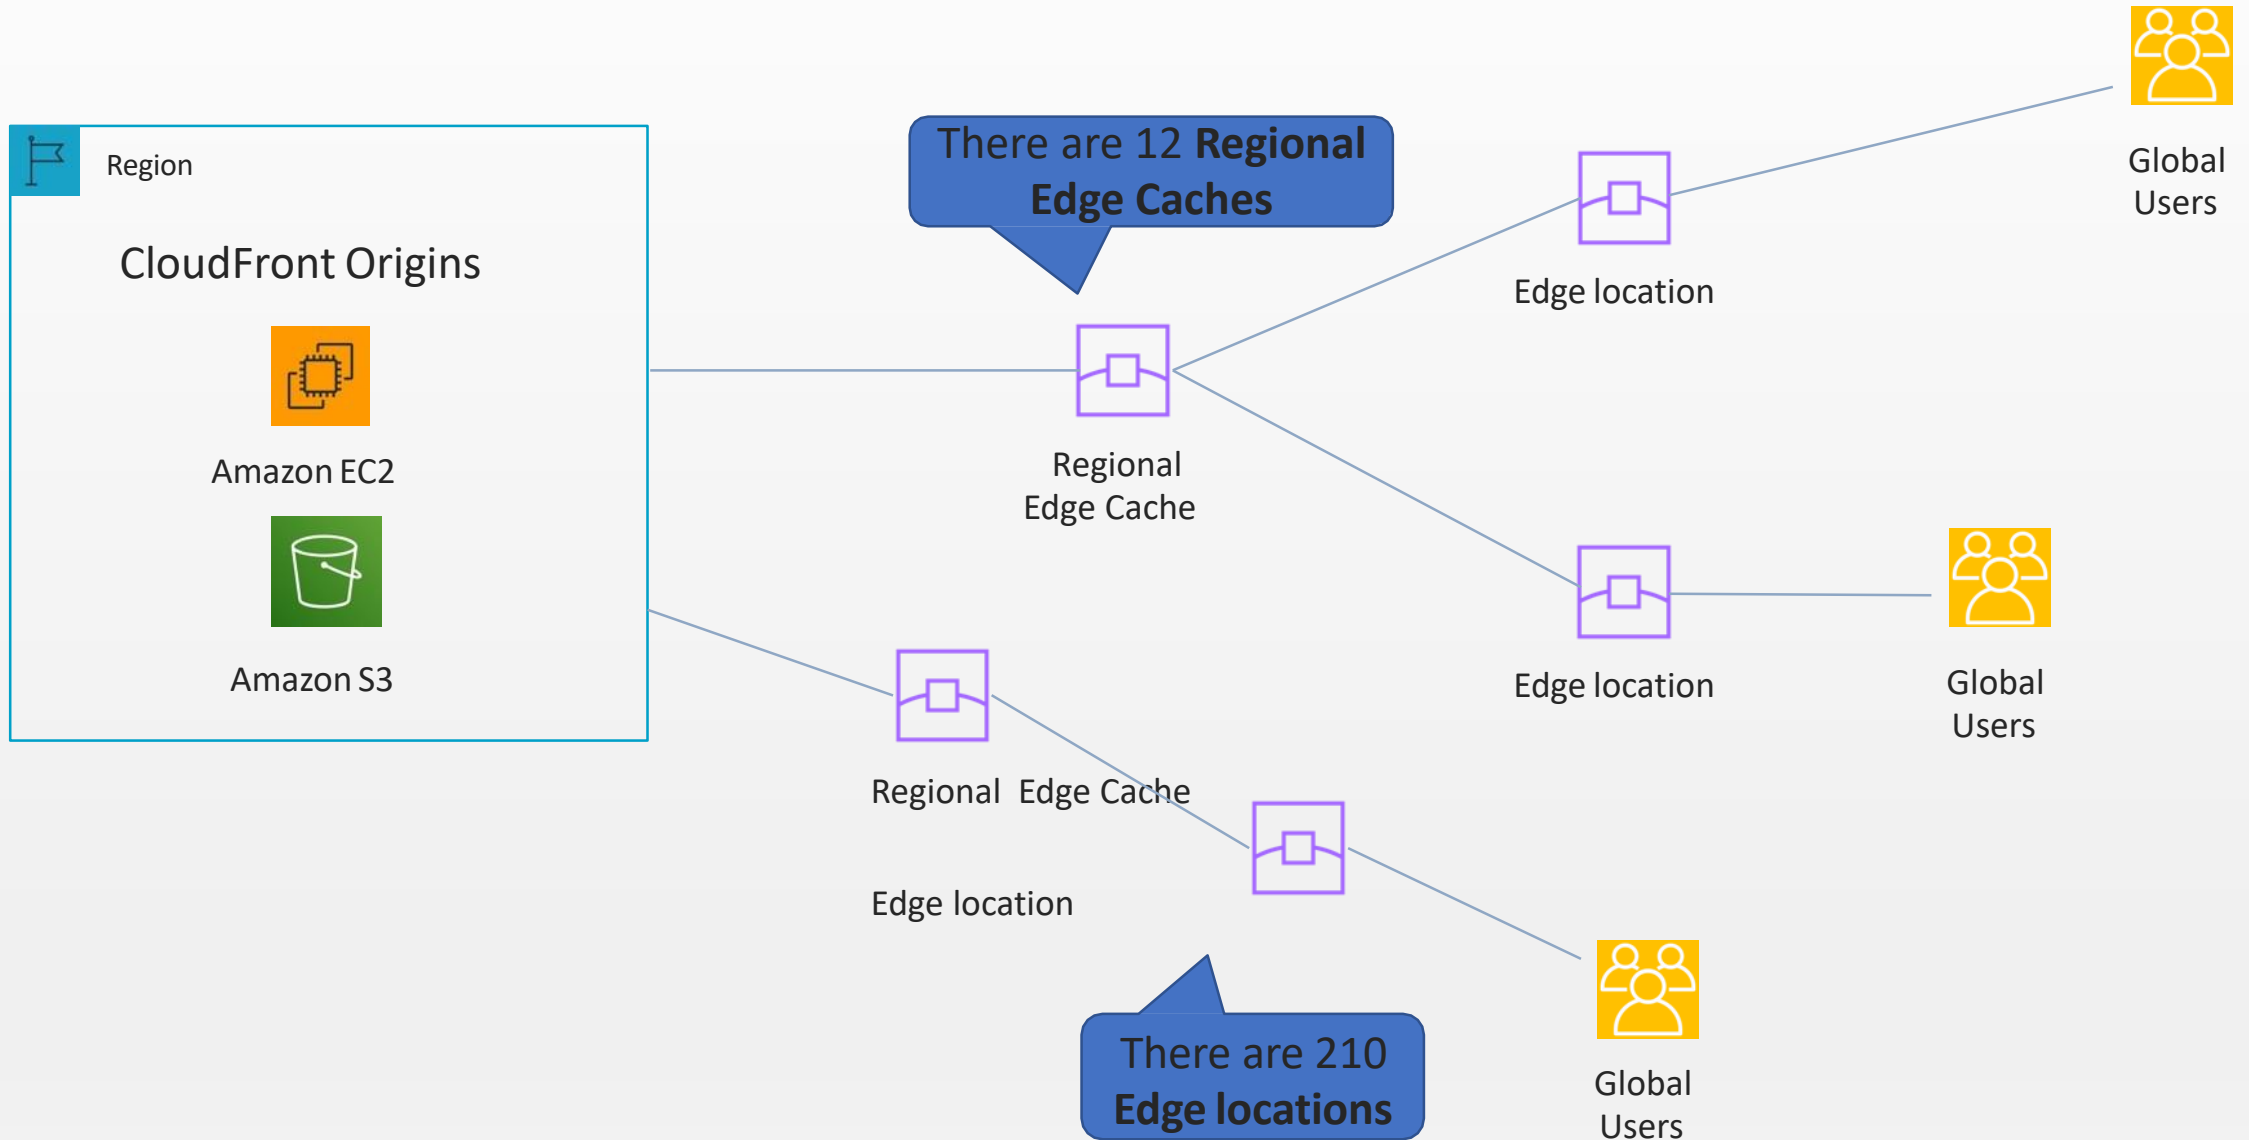 Region
CloudFront Origins
Amazon EC2
Amazon S3
There are 12 Regional
Edge Caches
Regional
Edge Cache
Edge location
Global
Users
Edge location
Global
Users
Regional  Edge Cache
Edge location
There are 210
Edge locations
Global
Users